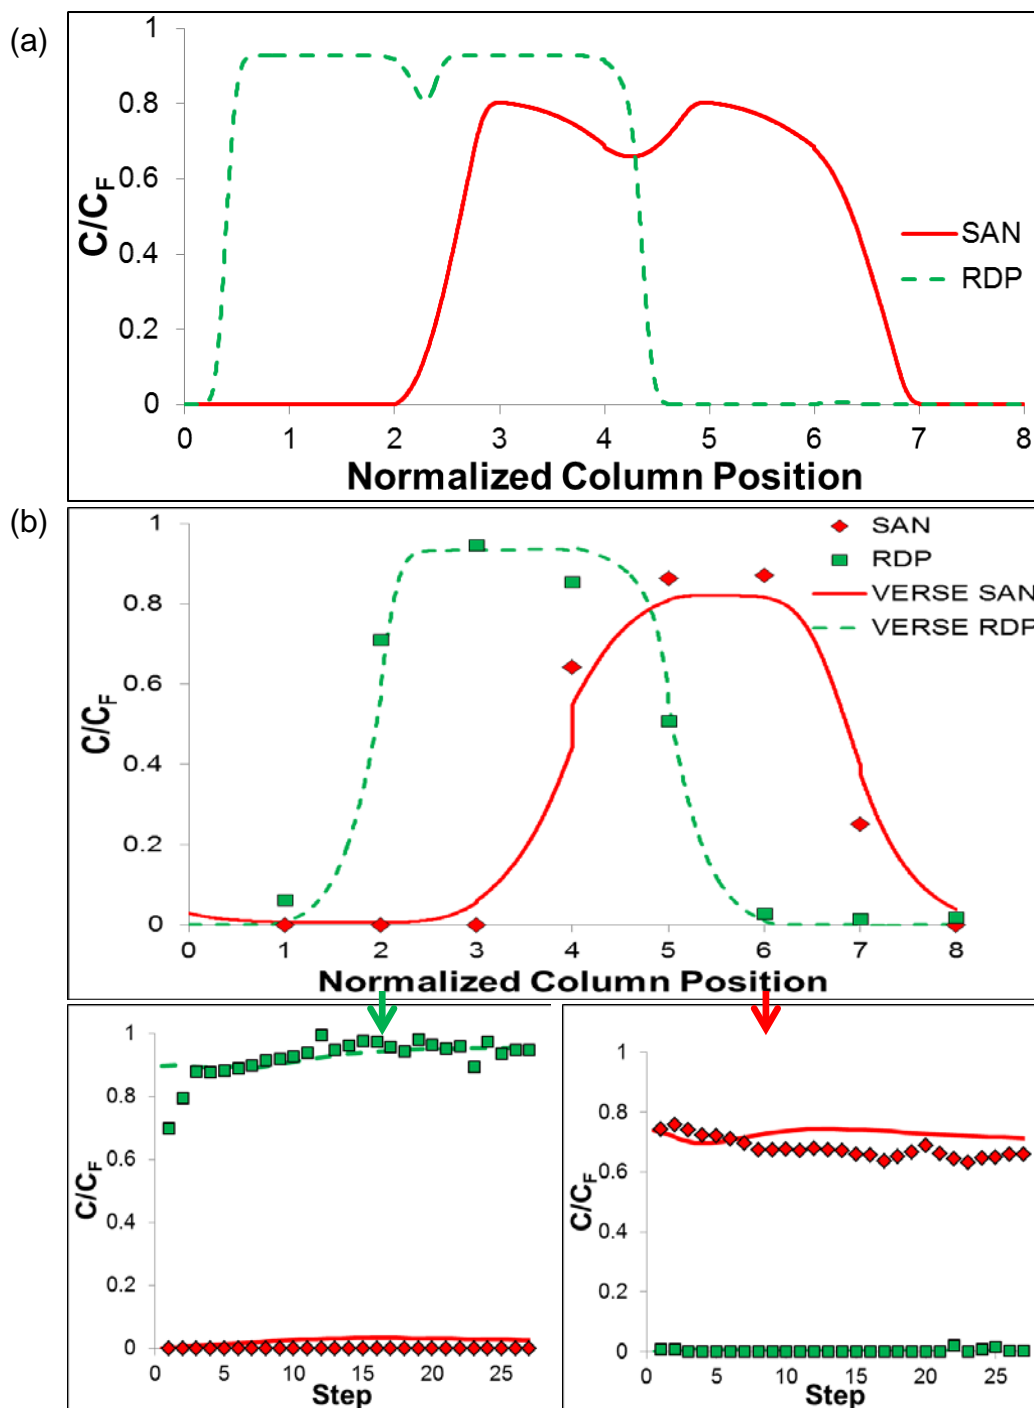 (a)
1
0.8
0.6
0.4
0.2
0
C/CF
SAN
RDP
0 1 2 3 4 5 6 7 8
Normalized Column Position
(b)
1
0.8
0.6
0.4
0.2
0
C/CF
SAN
RDP
VERSE SAN
VERSE RDP
0 1 2 3 4 5 6 7 8
Normalized Column Position
1
0.8
0.6
0.4
0.2
0
C/CF
0 5 10 15 20 25
Step
1
0.8
0.6
0.4
0.2
0
C/CF
0 5 10 15 20 25
Step